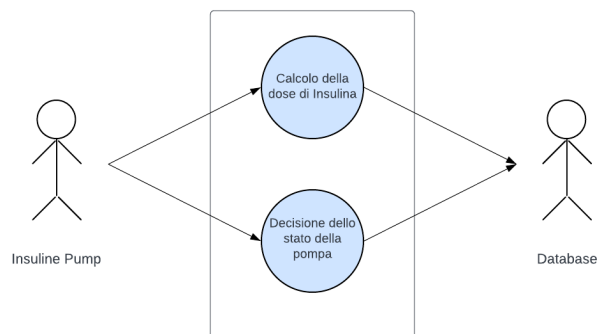 Calcolo della
dose di Insulina
Decisione dello
stato della
pompa
Insuline Pump
Database